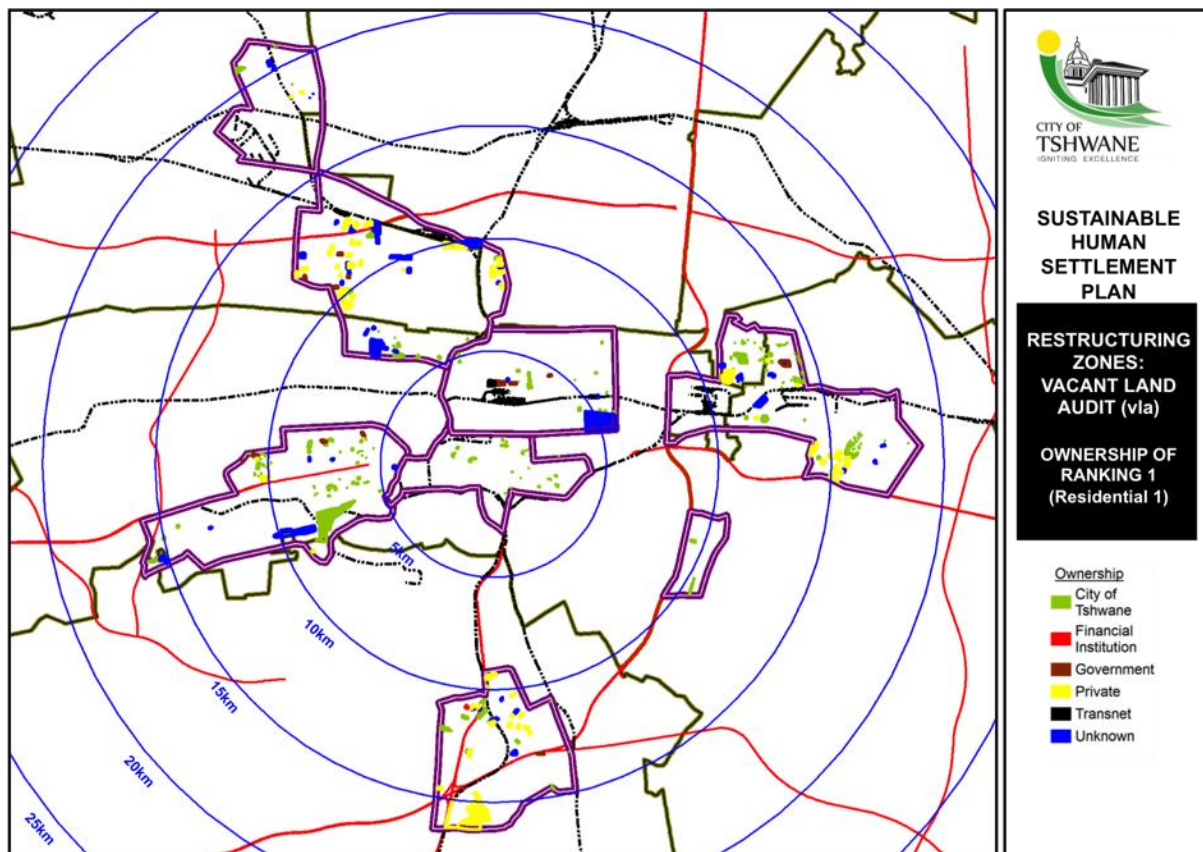 5km
10km
15km
20km
25km
CITY OF
TSHWANE
IGNITING EXCELLENCE
SUSTAINABLE
HUMAN
SETTLEMENT
PLAN
RESTRUCTURING
ZONES:
VACANT LAND
AUDIT (vla)
OWNERSHIP OF
RANKING 1
(Residential 1)
Ownership
City of
Tshwane
Financial
Institution
Government
Private
Transnet
Unknown